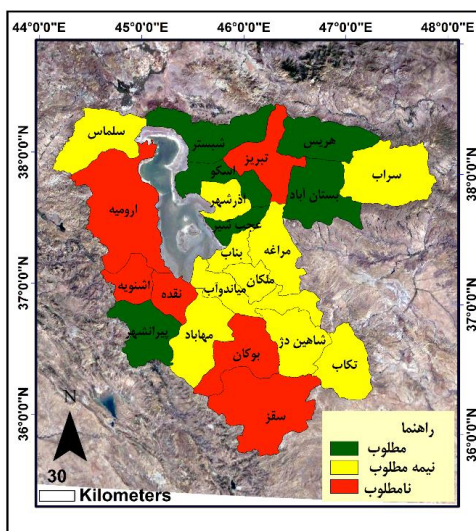 44°0'0"E 45°0'0"E 46°0'0"E 47°0'0"E 48°0'0"E
38°0'0"N
37°0'0"N
36°0'0"N
38°0'0"N
37°0'0"N
36°0'0"N
سلماس
شبستر
تبریز
هریس
اسکو
سراب
بستان آباد
آذرشهر
ارومیه
عجب شیر
بناب
مراغه
ملکان
میاندوآب
اشنویه
نقده
پیرانشهر
مهاباد
شاهین دژ
بوکان
تکاب
سقز
N
30
Kilometers
راهنما
مطلوب
نیمه مطلوب
نامطلوب